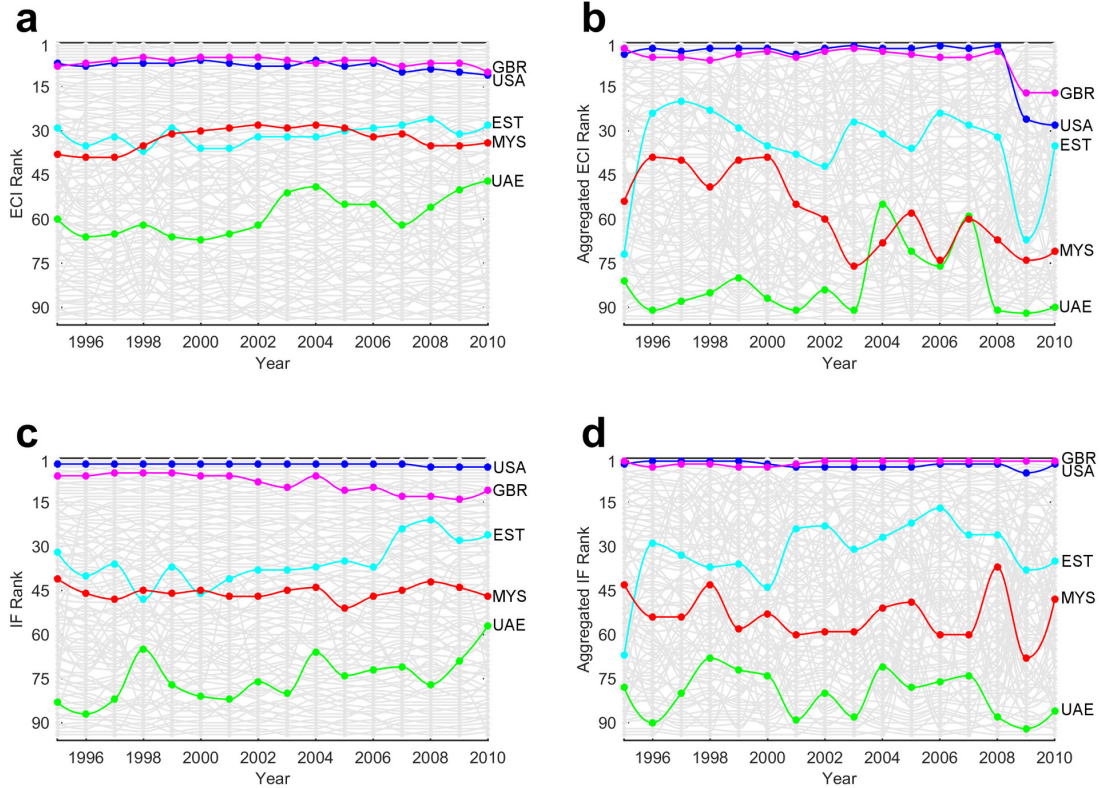 a
1
15
30
45
60
75
90
ECI Rank
GBR
USA
EST
MYS
UAE
1996 1998 2000 2002 2004 2006 2008 2010
Year
b
1
15
30
45
60
75
90
Aggregated ECI Rank
GBR
USA
EST
MYS
UAE
1996 1998 2000 2002 2004 2006 2008 2010
Year
c
1
15
30
45
60
75
90
IF Rank
USA
GBR
EST
MYS
UAE
1996 1998 2000 2002 2004 2006 2008 2010
Year
d
1
15
30
45
60
75
90
Aggregated IF Rank
GBR
USA
EST
MYS
UAE
1996 1998 2000 2002 2004 2006 2008 2010
Year